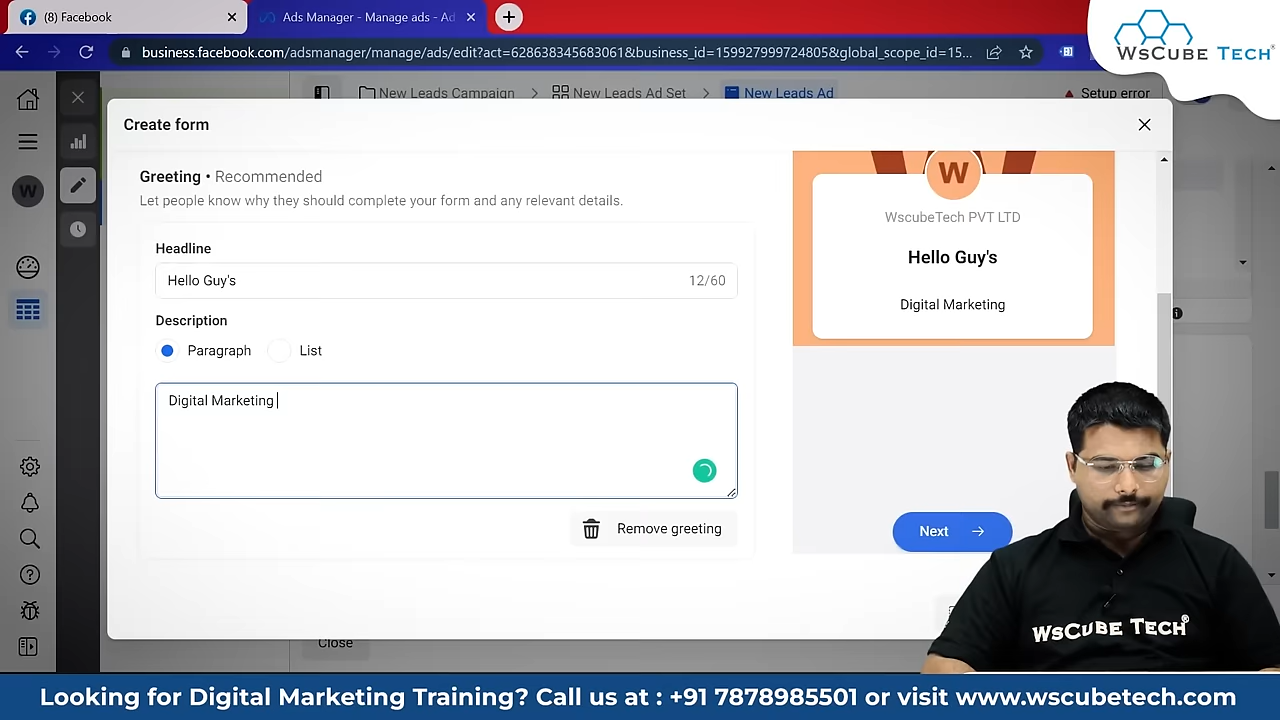 (8) Facebook
Ads Manager - Manage ads - Ad
business.facebook.com/adsmanager/manage/ads/edit?act=628638345683061&business_id=159927999724805&global_scope_id=15...
WsCube Tech®
New Leads Campaign > New Leads Ad Set > New Leads Ad
Setup error
Create form
W
Greeting • Recommended
Let people know why they should complete your form and any relevant details.
Headline
Hello Guy's
12/60
Description
Paragraph
List
Digital Marketing
Remove greeting
W
WscubeTech PVT LTD
Hello Guy's
Digital Marketing
Next
Close
WsCube Tech®
Looking for Digital Marketing Training? Call us at : +91 7878985501 or visit www.wscubetech.com